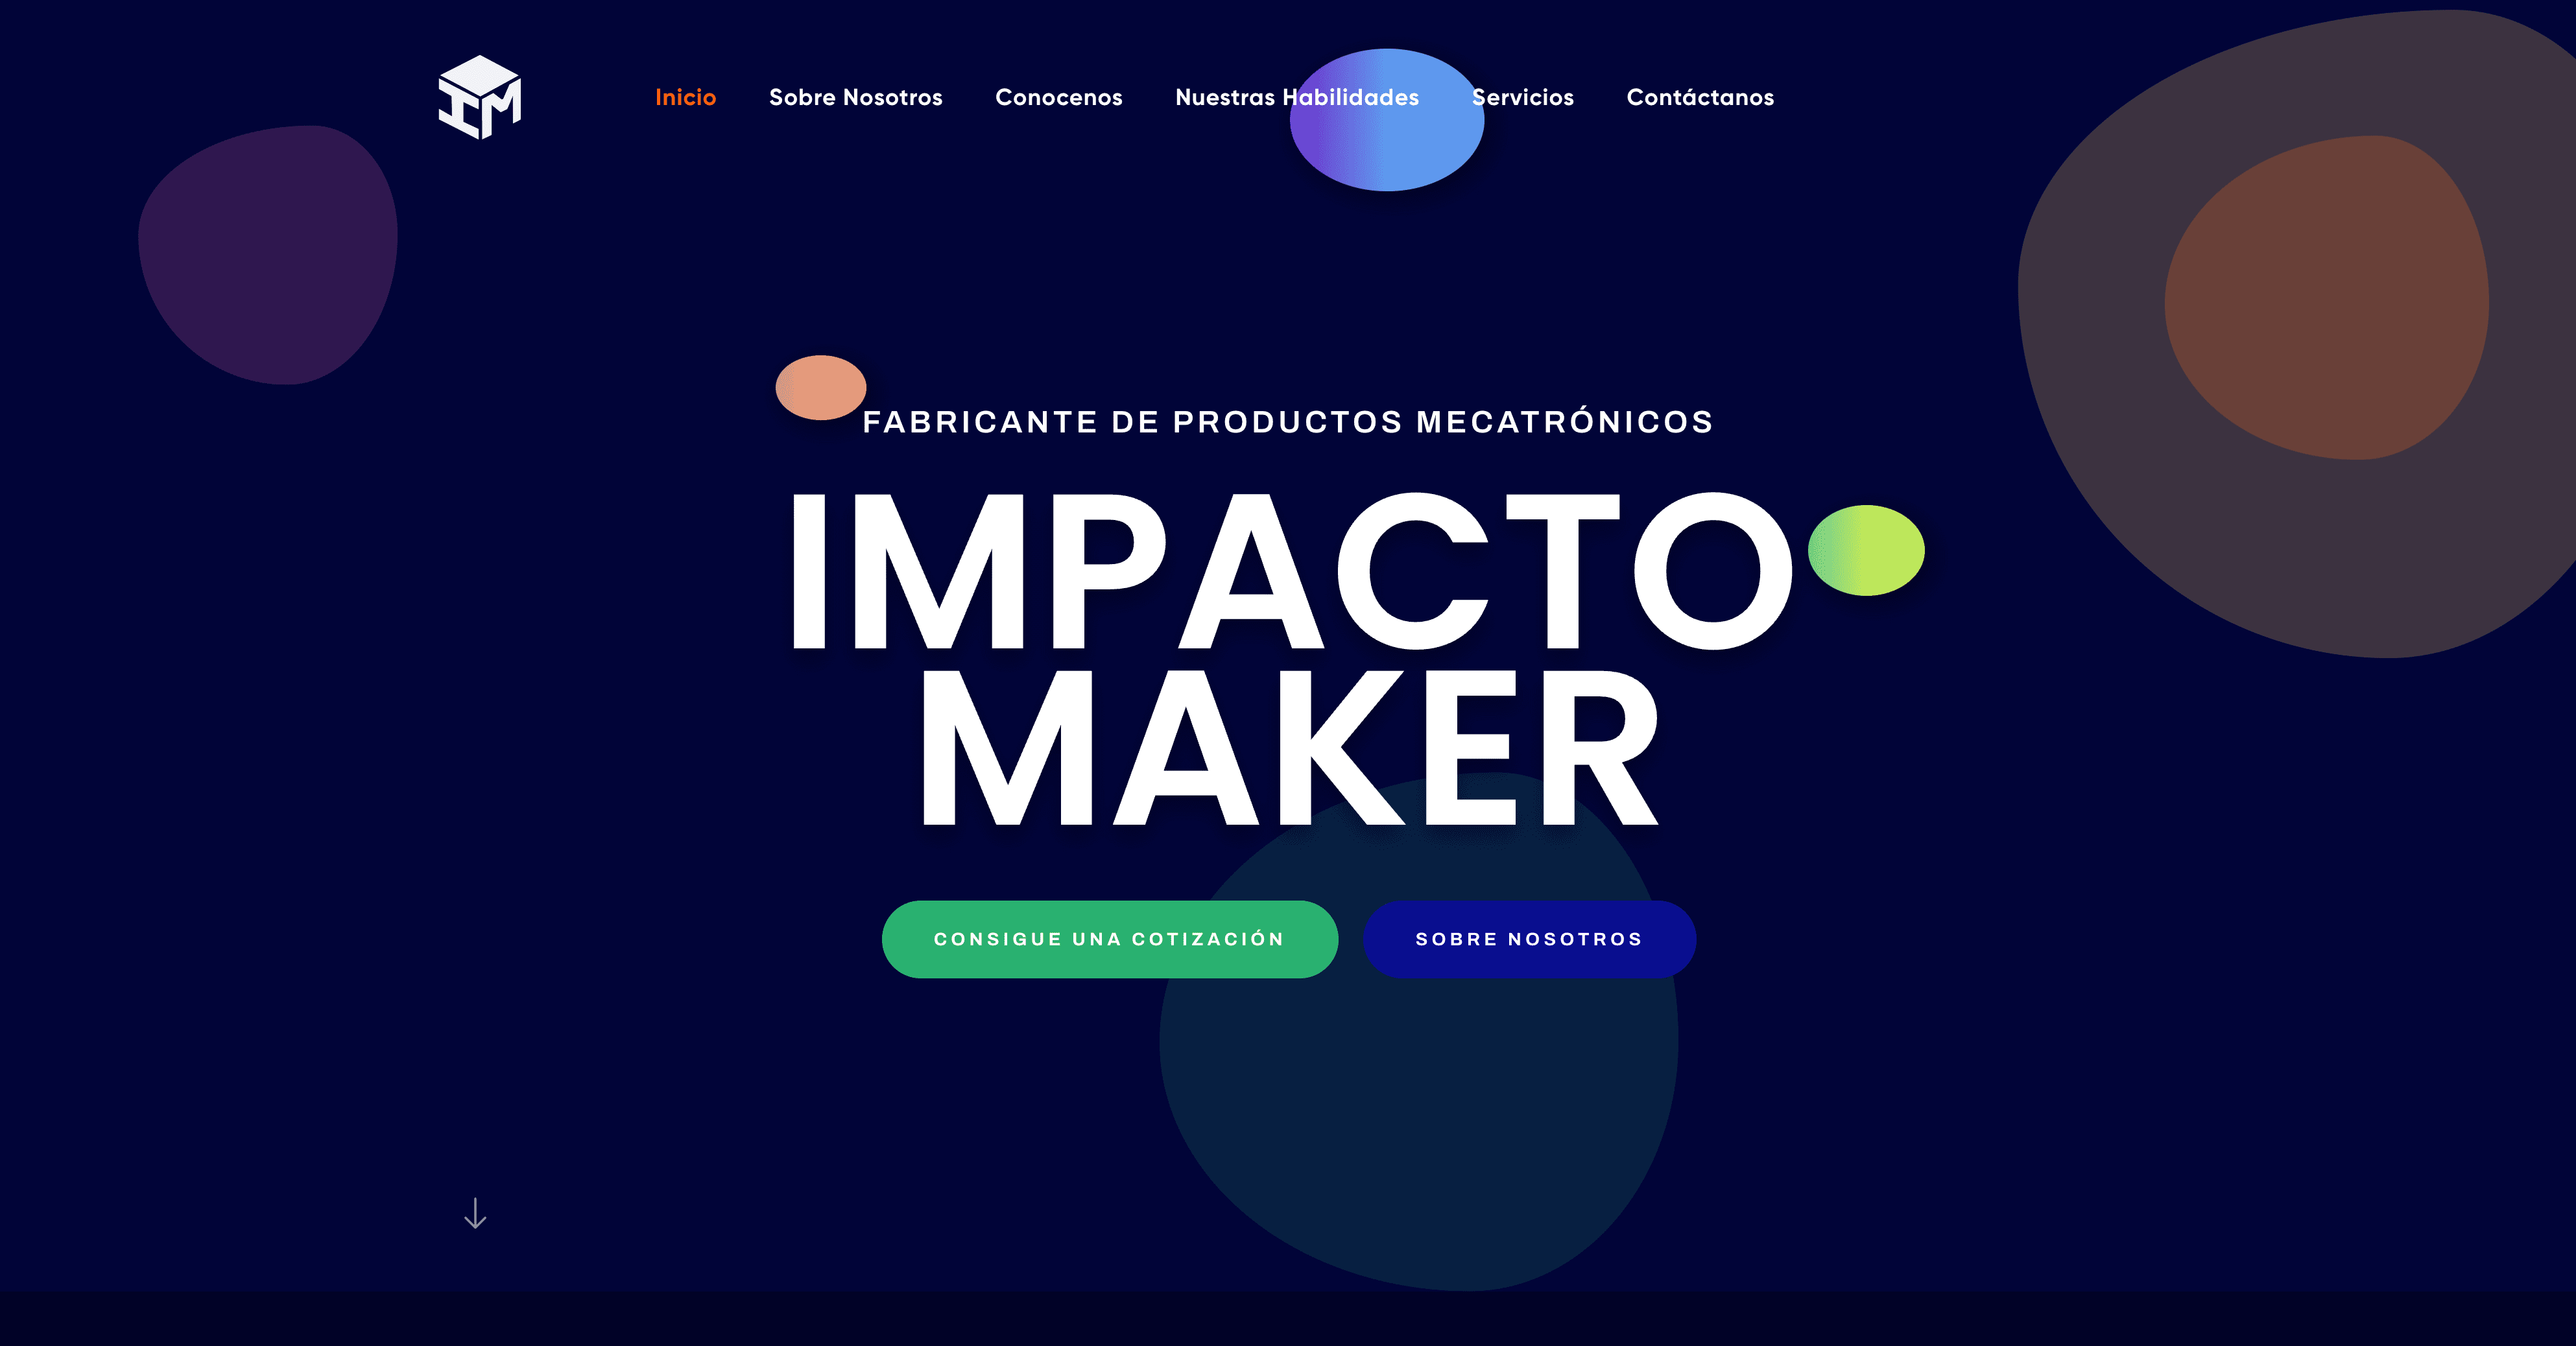 IM
Inicio Sobre Nosotros Conocenos Nuestras Habilidades Servicios Contáctanos
FABRICANTE DE PRODUCTOS MECATRÓNICOS
IMPACTO
MAKER
CONSIGUE UNA COTIZACIÓN SOBRE NOSOTROS